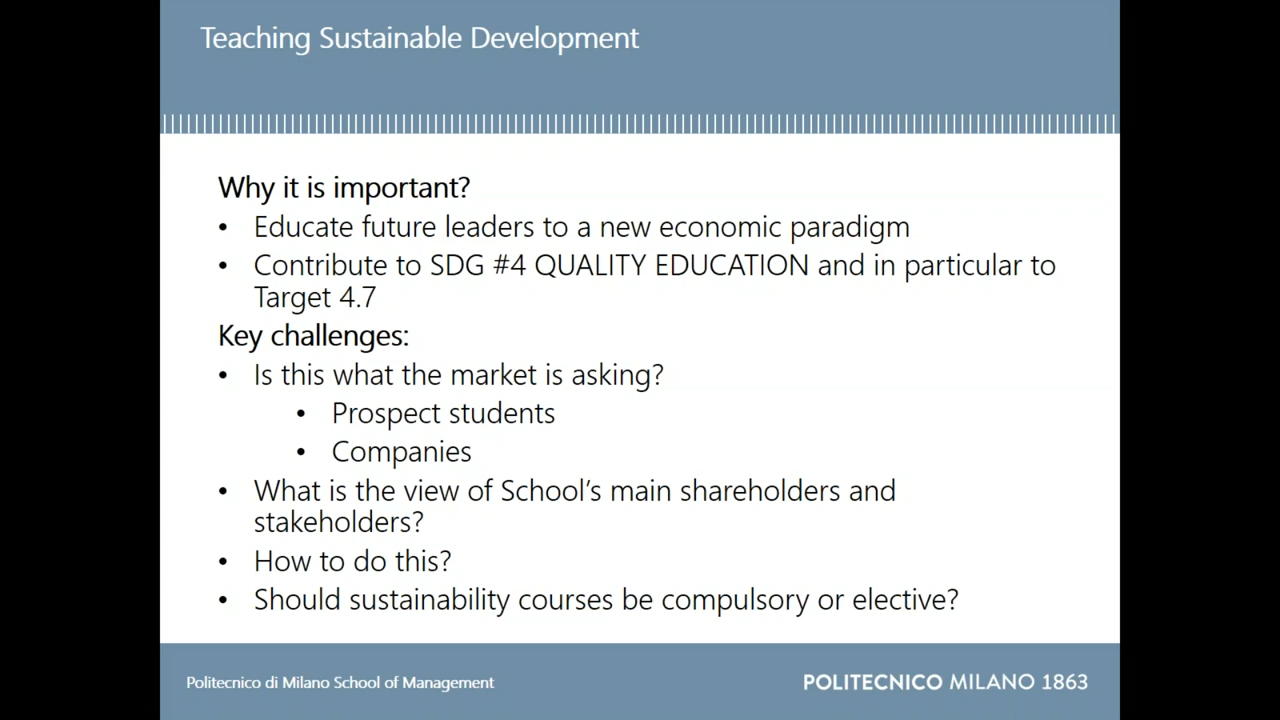 Teaching Sustainable Development
Why it is important?
• Educate future leaders to a new economic paradigm
• Contribute to SDG #4 QUALITY EDUCATION and in particular to
Target 4.7
Key challenges:
• Is this what the market is asking?
• Prospect students
• Companies
• What is the view of School’s main shareholders and
stakeholders?
• How to do this?
• Should sustainability courses be compulsory or elective?
Politecnico di Milano School of Management
POLITECNICO MILANO 1863